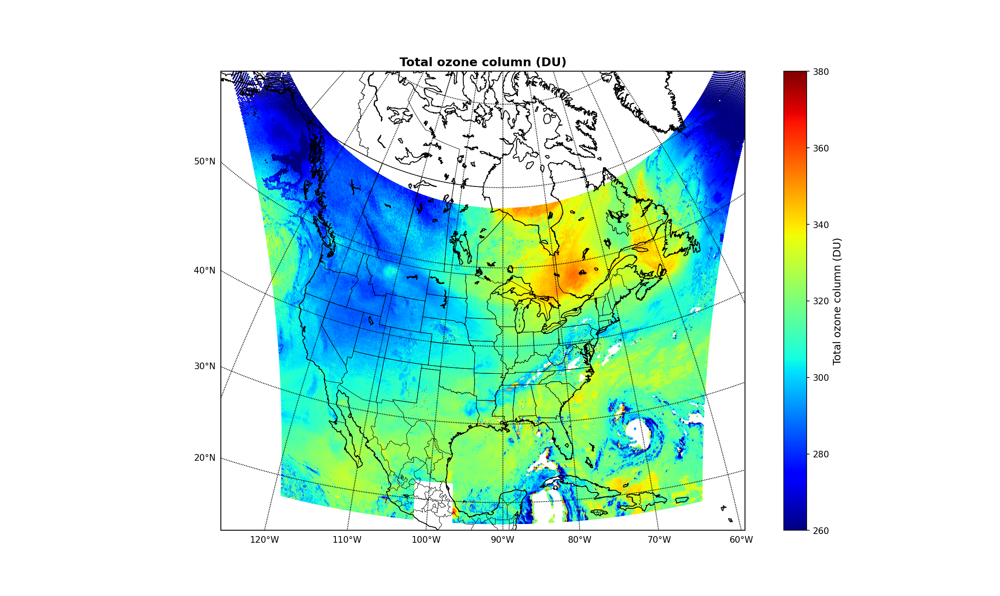 Total ozone column (DU)
50°N
40°N
30°N
20°N
120°W
110°W
100°W
90°W
80°W
70°W
60°W
380
360
340
320
300
280
260
Total ozone column (DU)